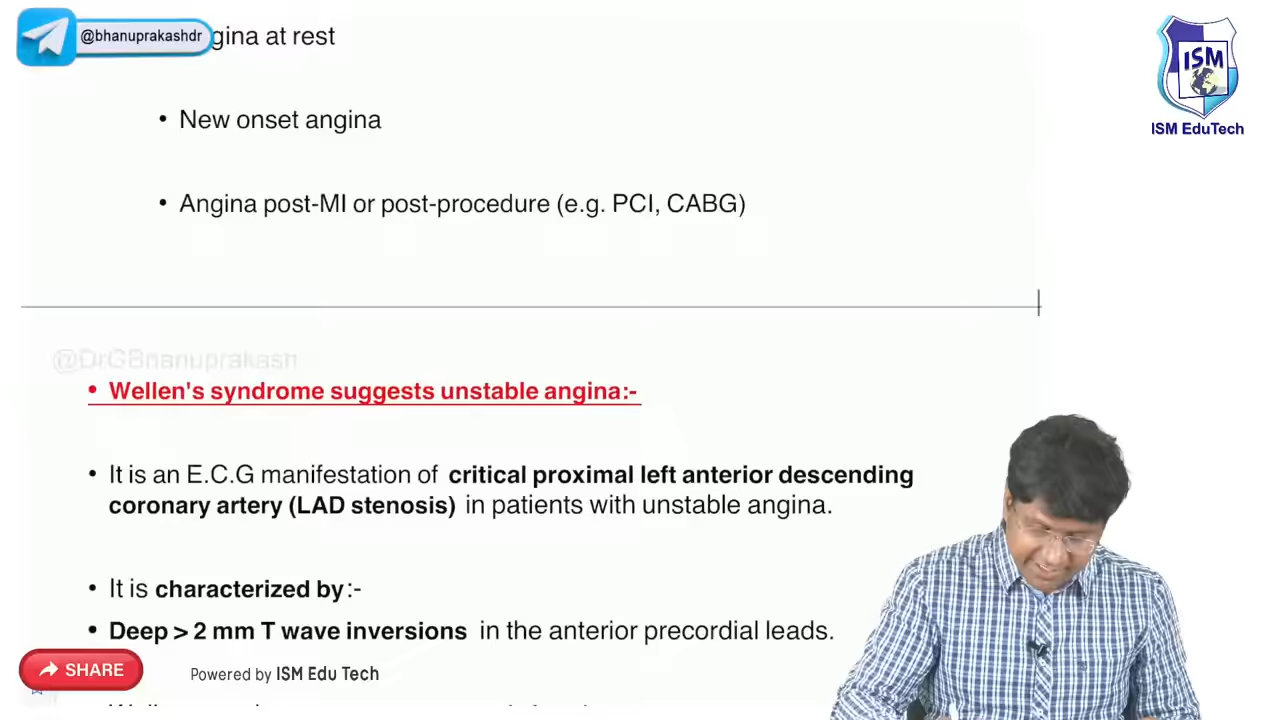 @bhanuprakashdr
gina at rest
ISM
ISM EduTech
• New onset angina
• Angina post-MI or post-procedure (e.g. PCI, CABG)
@DrGBhanuprakash
• Wellen's syndrome suggests unstable angina:-
• It is an E.C.G manifestation of critical proximal left anterior descending
coronary artery (LAD stenosis) in patients with unstable angina.
• It is characterized by:-
• Deep > 2 mm T wave inversions in the anterior precordial leads.
SHARE
Powered by ISM Edu Tech